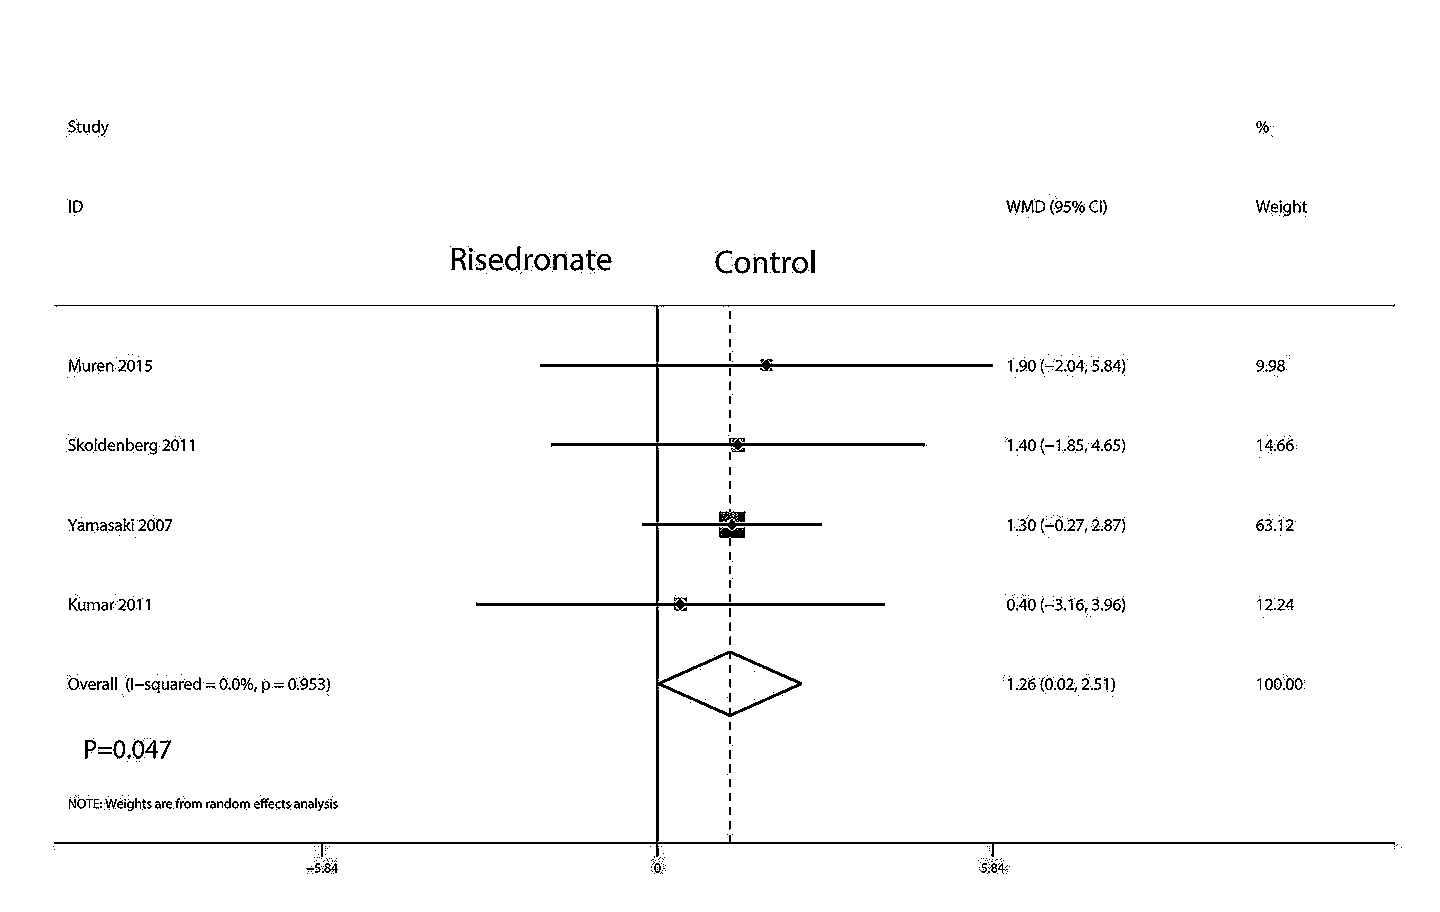 Study %
ID WMD (95% CI) Weight
Risedronate Control
Muren 2015 1.90 (−2.04, 5.84) 9.98
Skoldenberg 2011 1.40 (−1.85, 4.65) 14.66
Yamasaki 2007 1.30 (−0.27, 2.87) 63.12
Kumar 2011 0.40 (−3.16, 3.96) 12.24
Overall (I−squared = 0.0%, p = 0.953) 1.26 (0.02, 2.51) 100.00
P=0.047
NOTE: Weights are from random effects analysis
−5.84 0 5.84